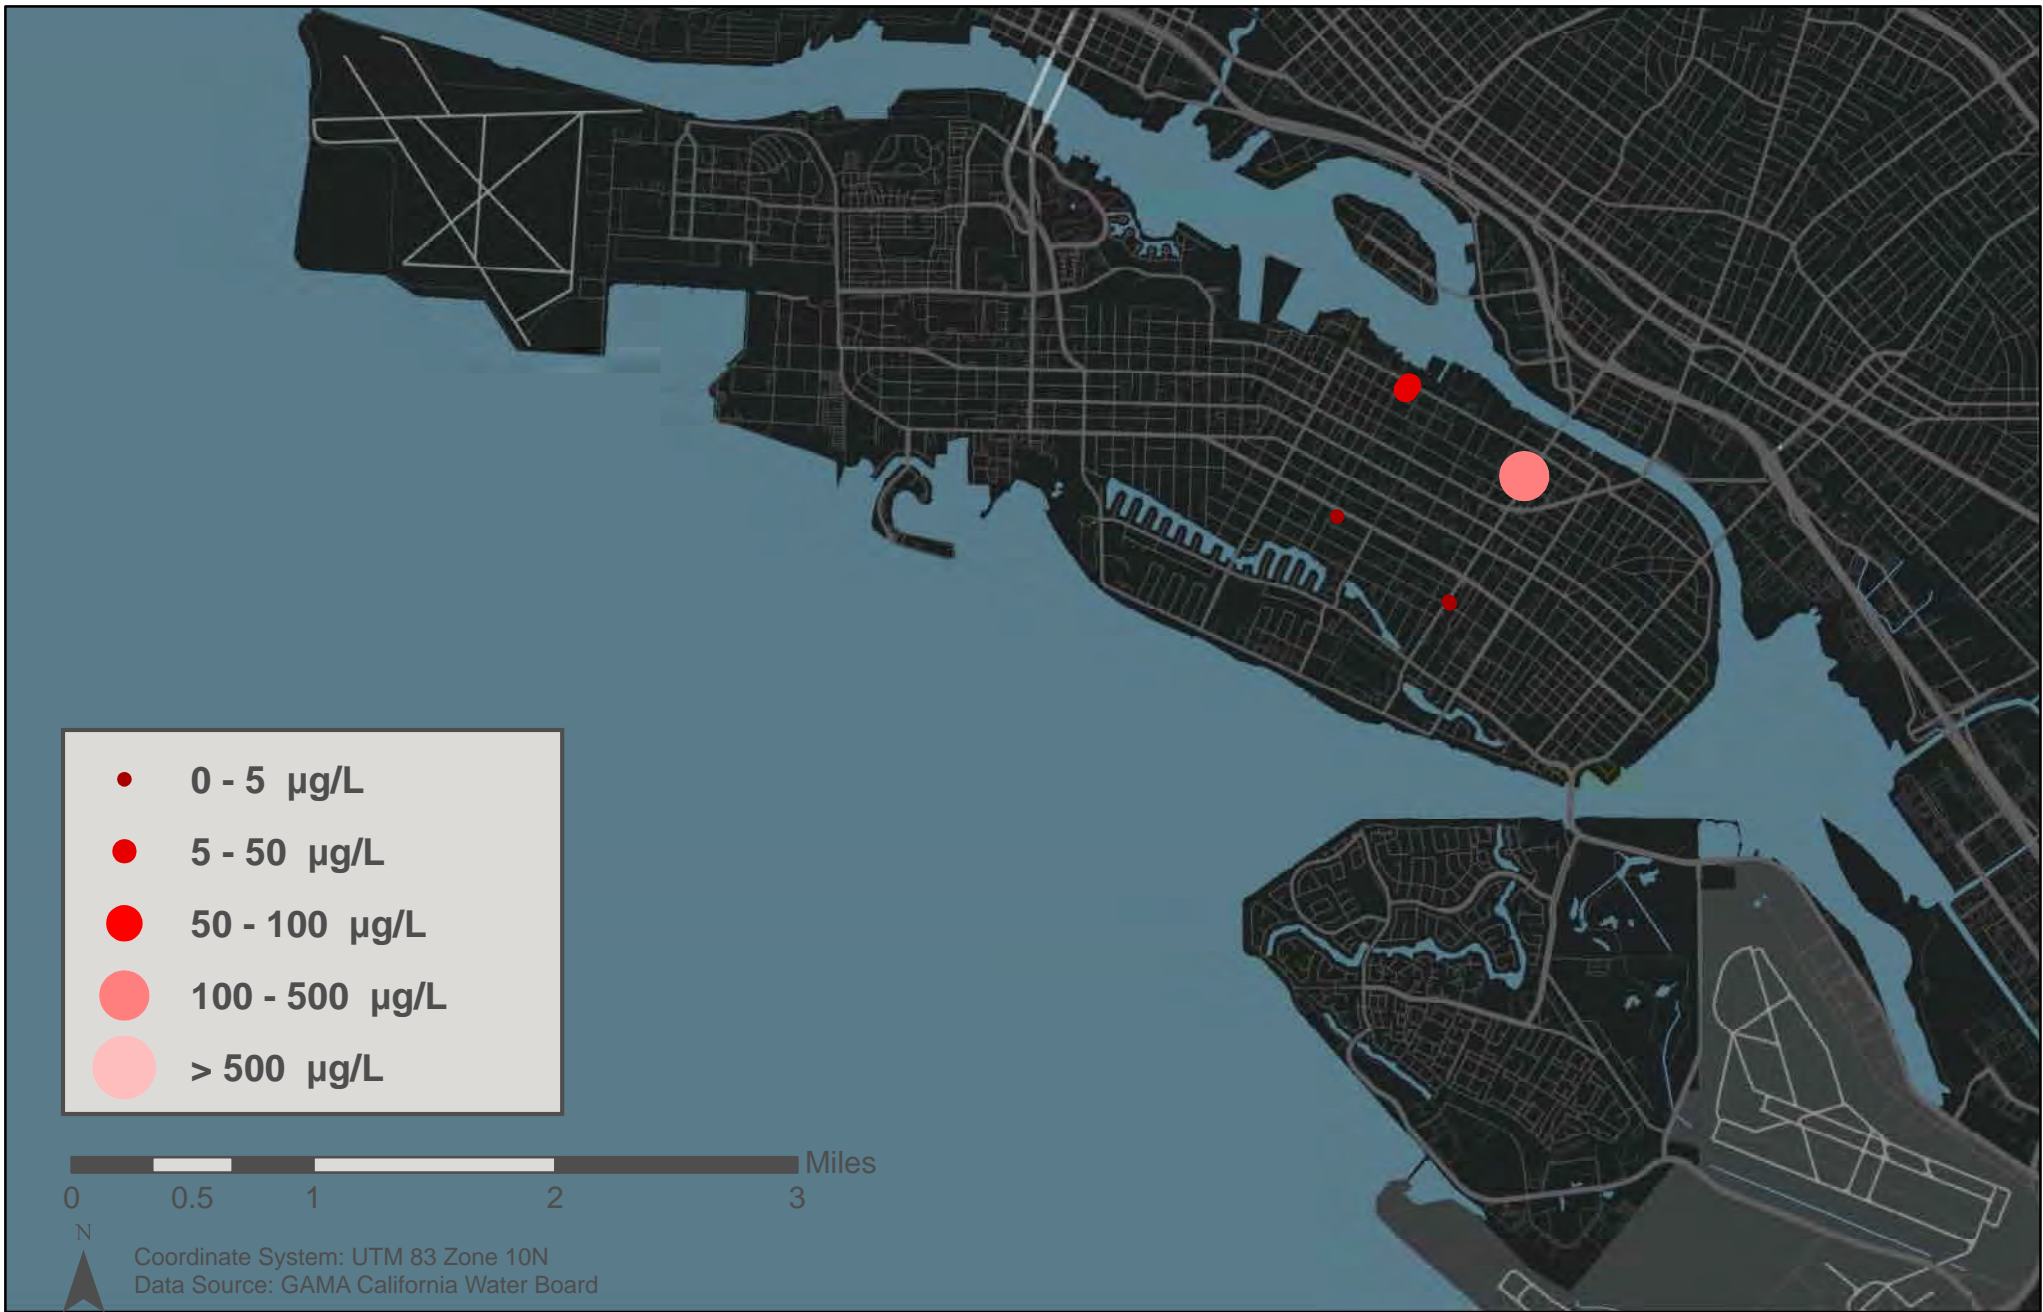 0 - 5 µg/L
5 - 50 µg/L
50 - 100 µg/L
100 - 500 µg/L
> 500 µg/L
Miles
0 0.5 1 2 3
N
Coordinate System: UTM 83 Zone 10N
Data Source: GAMA California Water Board